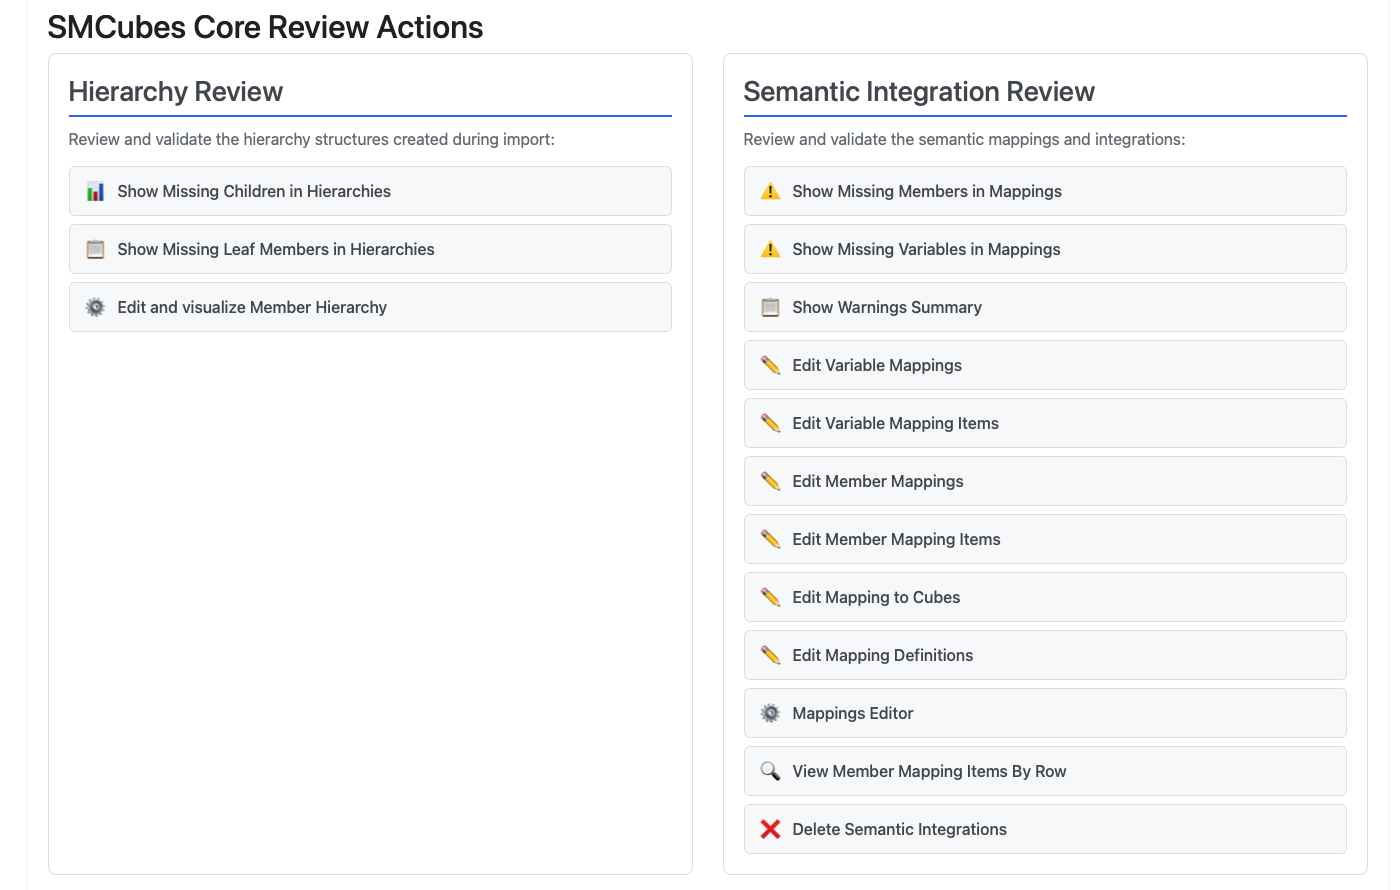 SMCubes Core Review Actions
Hierarchy Review
Review and validate the hierarchy structures created during import:
Show Missing Children in Hierarchies
Show Missing Leaf Members in Hierarchies
Edit and visualize Member Hierarchy
Semantic Integration Review
Review and validate the semantic mappings and integrations:
Show Missing Members in Mappings
Show Missing Variables in Mappings
Show Warnings Summary
Edit Variable Mappings
Edit Variable Mapping Items
Edit Member Mappings
Edit Member Mapping Items
Edit Mapping to Cubes
Edit Mapping Definitions
Mappings Editor
View Member Mapping Items By Row
Delete Semantic Integrations